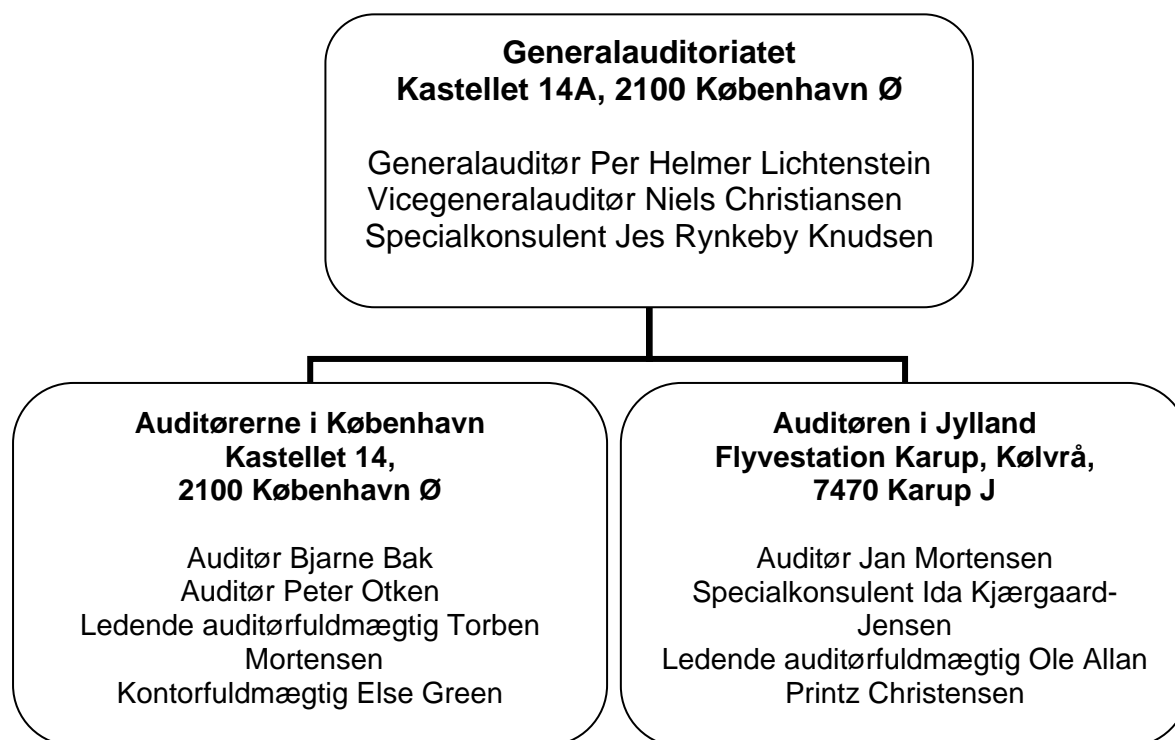 Generalauditoriatet
Kastellet 14A, 2100 København Ø
Generalauditør Per Helmer Lichtenstein
Vicegeneralauditør Niels Christiansen
Specialkonsulent Jes Rynkeby Knudsen
Auditørerne i København
Kastellet 14,
2100 København Ø
Auditør Bjarne Bak
Auditør Peter Otken
Ledende auditørfuldmægtig Torben
Mortensen
Kontorfuldmægtig Else Green
Auditøren i Jylland
Flyvestation Karup, Kølvrå,
7470 Karup J
Auditør Jan Mortensen
Specialkonsulent Ida Kjærgaard-
Jensen
Ledende auditørfuldmægtig Ole Allan
Printz Christensen